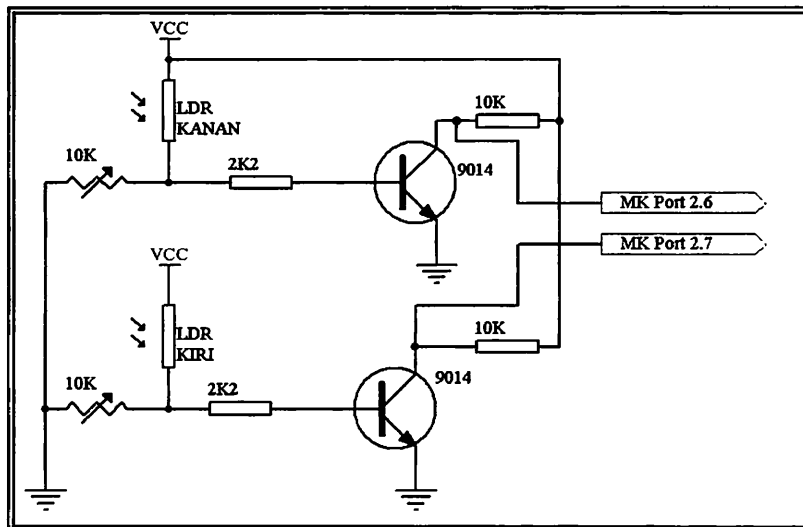 VCC
LDR
KANAN
10K
10K
2K2
9014
MK Port 2.6
MK Port 2.7
VCC
LDR
KIRI
10K
10K
2K2
9014